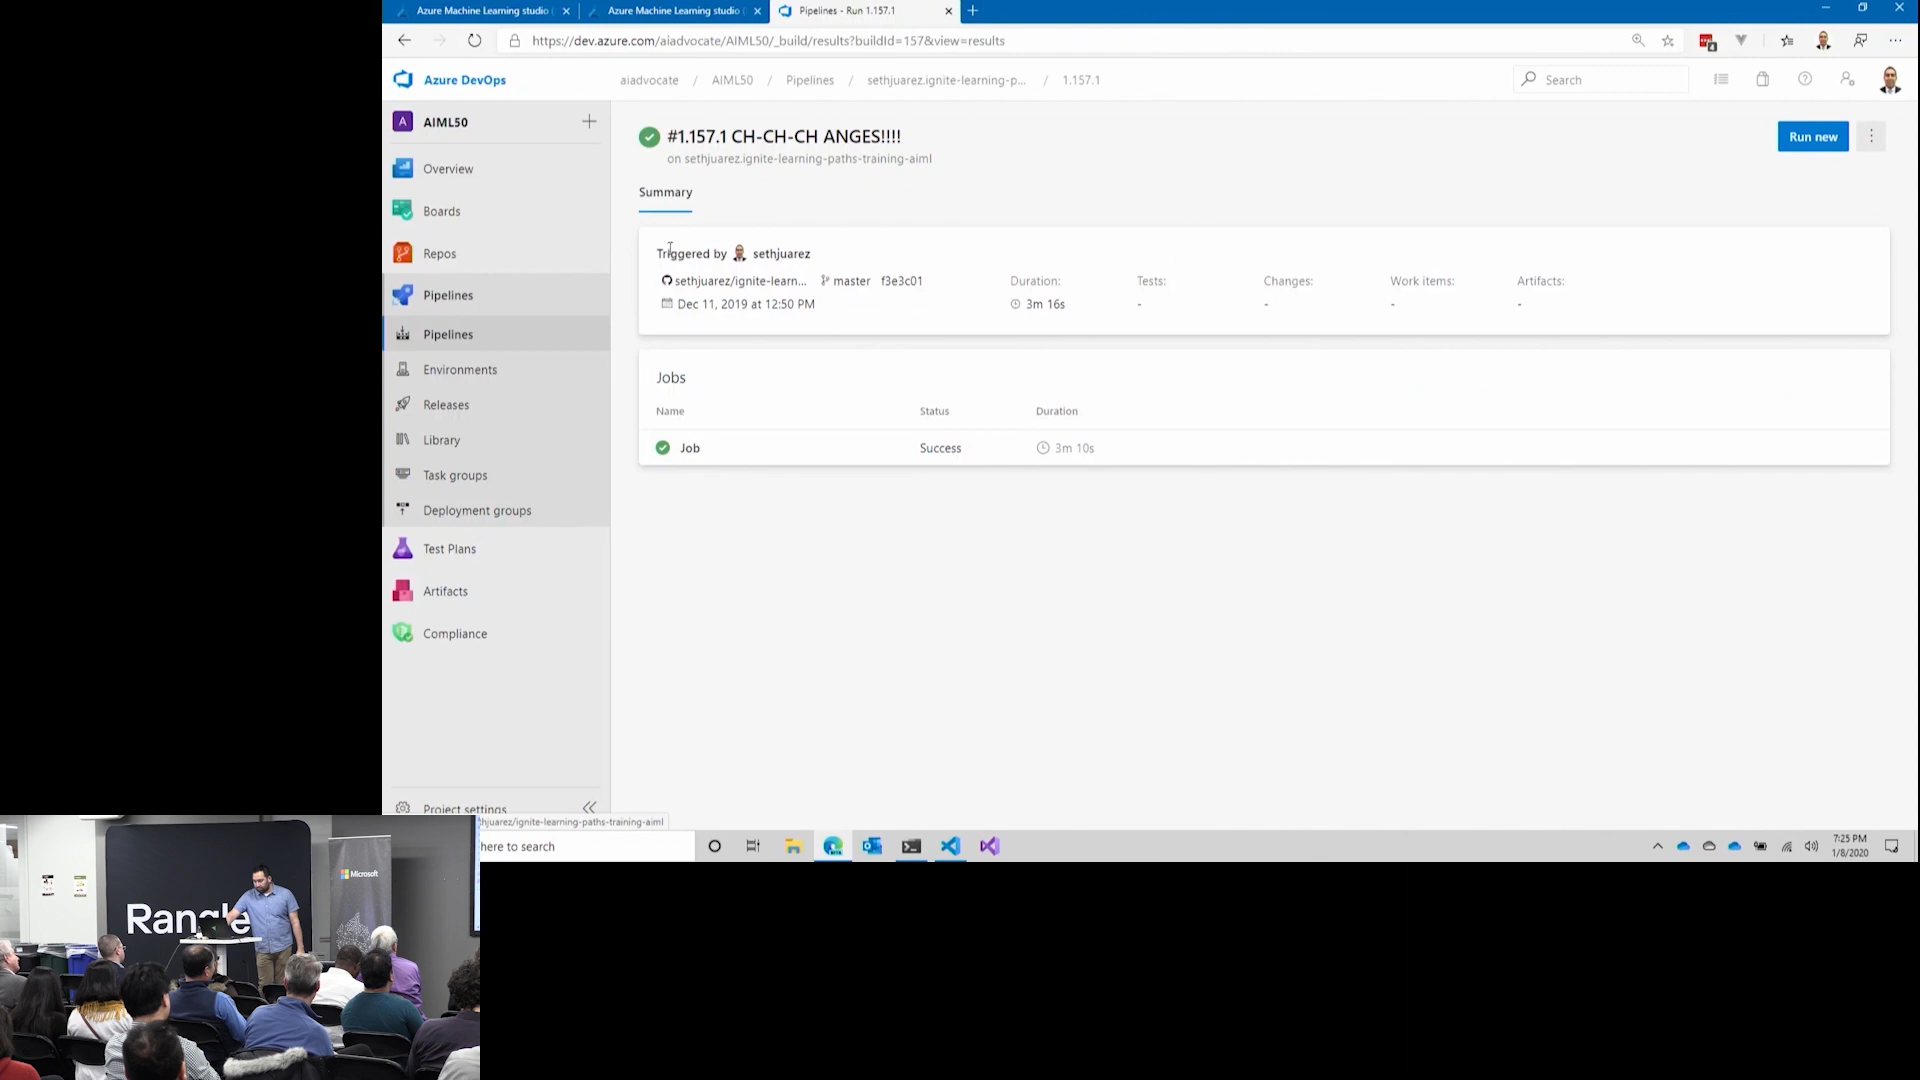 Azure Machine Learning studio (
Azure Machine Learning studio (
Pipelines - Run 1.157.1
https://dev.azure.com/aiadvocate/AIML50/_build/results?buildId=157&view=results
Azure DevOps
aiadvocate / AIML50 / Pipelines / sethjuarez.ignite-learning-p... / 1.157.1
Search
A AIML50
Overview
Boards
Repos
Pipelines
Pipelines
Environments
Releases
Library
Task groups
Deployment groups
Test Plans
Artifacts
Compliance
Project settings
#1.157.1 CH-CH-CH ANGES!!!!
on sethjuarez.ignite-learning-paths-training-aiml
Run new
Summary
Triggered by sethjuarez
sethjuarez/ignite-learn... master f3e3c01
Dec 11, 2019 at 12:50 PM
Duration:
3m 16s
Tests:
-
Changes:
-
Work items:
-
Artifacts:
-
Jobs
Name Status Duration
Job Success 3m 10s
hjuarez/ignite-learning-paths-training-aiml
here to search
7:25 PM
1/8/2020
Rangle
Microsoft